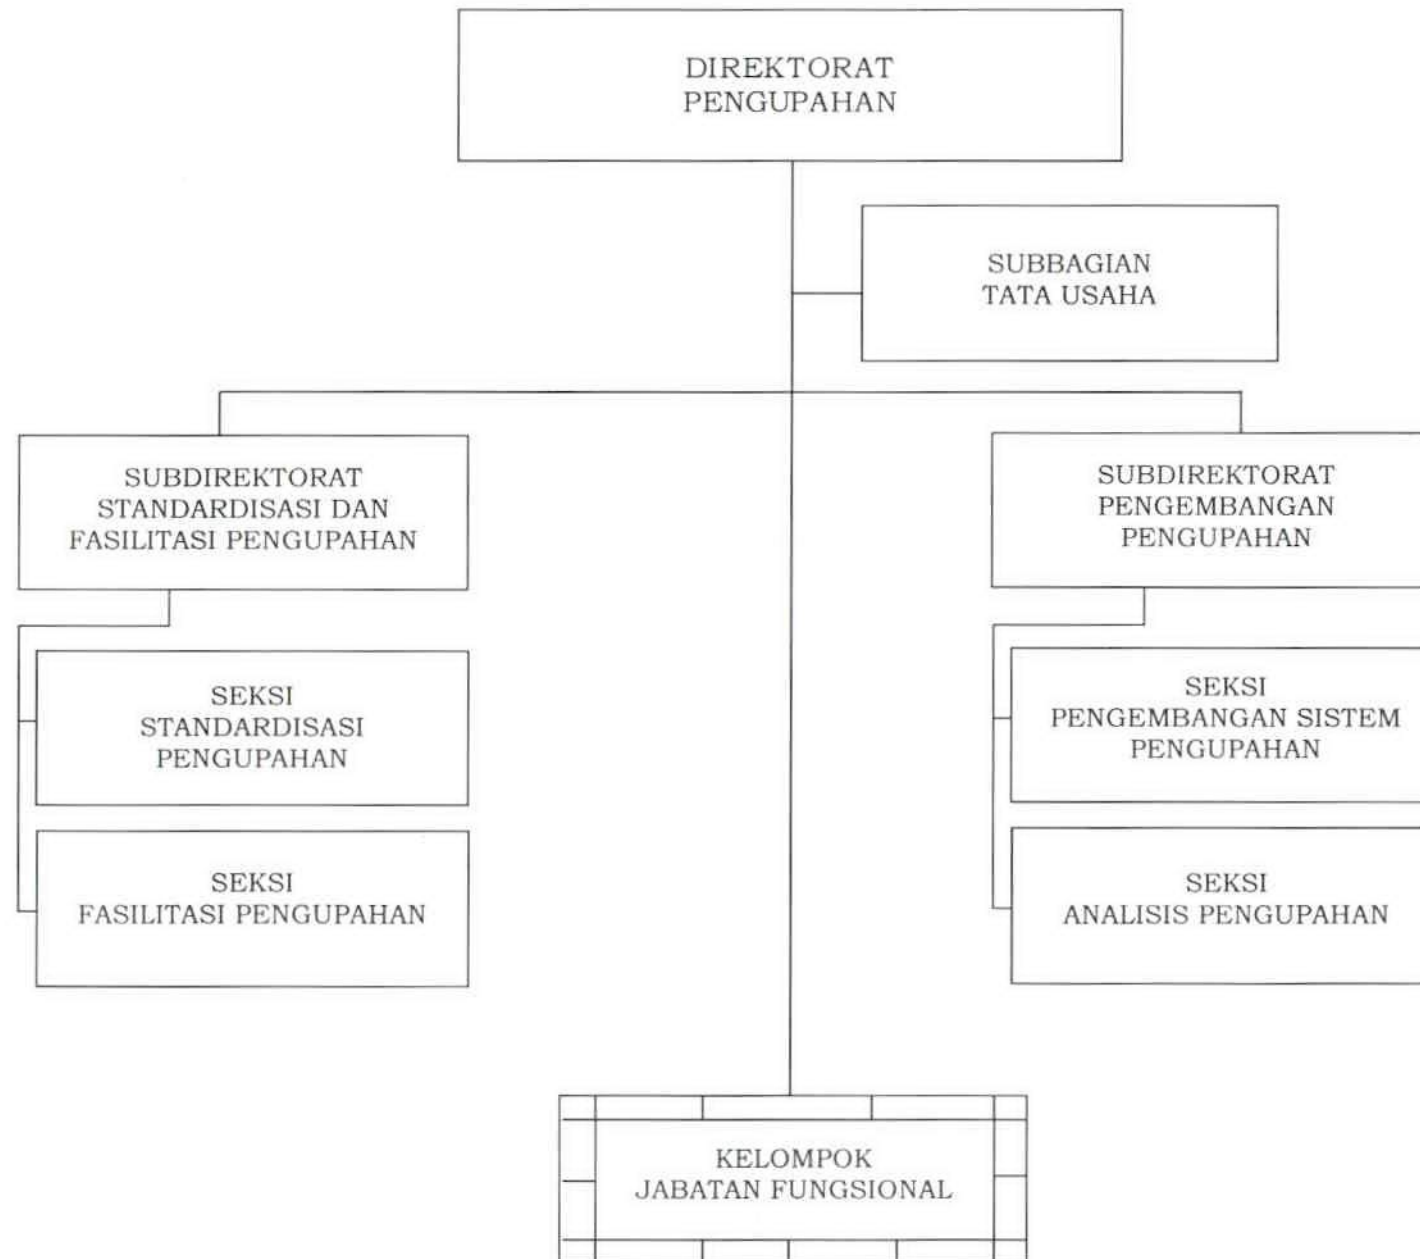 DIREKTORAT
PENGUPAHAN
SUBBAGIAN
TATA USAHA
SUBDIREKTORAT
STANDARDISASI DAN
FASILITASI PENGUPAHAN
SUBDIREKTORAT
PENGEMBANGAN
PENGUPAHAN
SEKSI
STANDARDISASI
PENGUPAHAN
SEKSI
PENGEMBANGAN SISTEM
PENGUPAHAN
SEKSI
FASILITASI PENGUPAHAN
SEKSI
ANALISIS PENGUPAHAN
KELOMPOK
JABATAN FUNGSIONAL